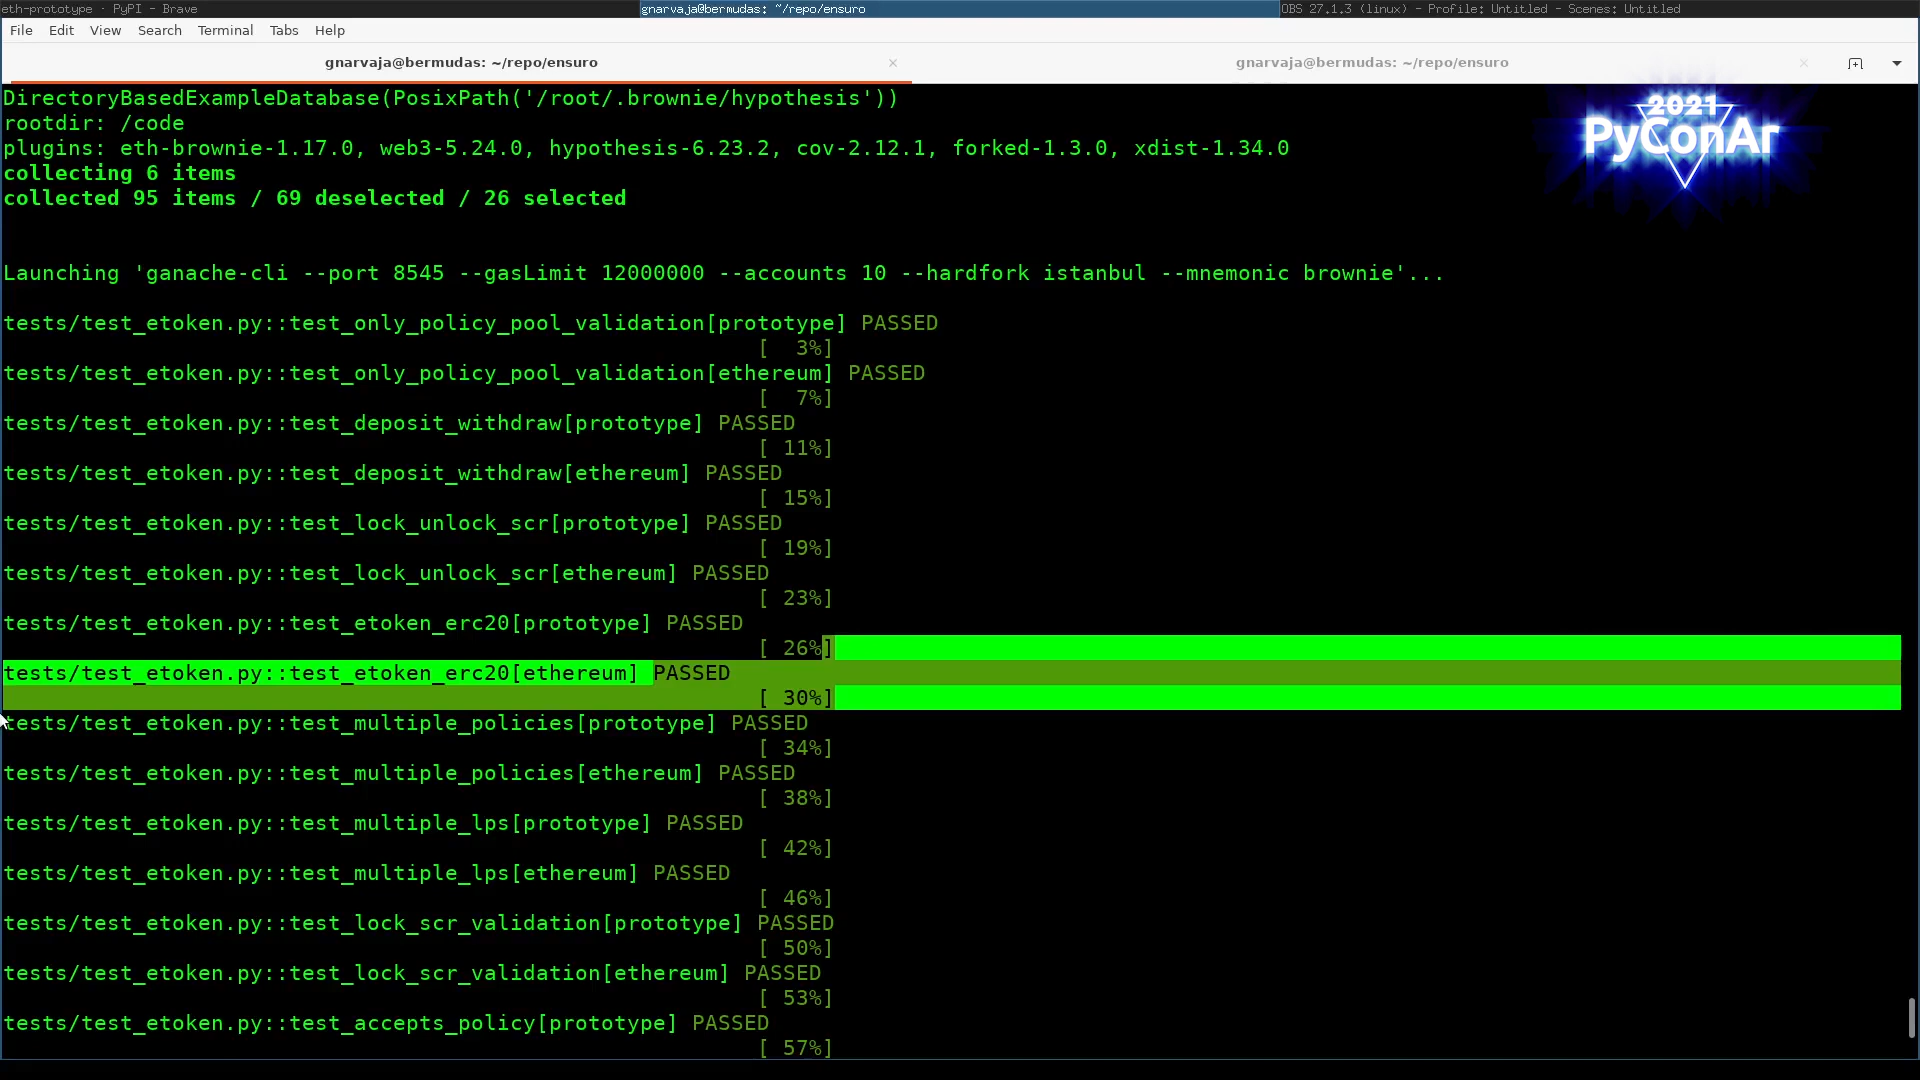 eth-prototype · PyPI - Brave
gnarvaja@bermudas: ~/repo/ensuro
OBS 27.1.3 (linux) - Profile: Untitled - Scenes: Untitled
File Edit View Search Terminal Tabs Help
gnarvaja@bermudas: ~/repo/ensuro
gnarvaja@bermudas: ~/repo/ensuro
2021
PyConAr
DirectoryBasedExampleDatabase(PosixPath('/root/.brownie/hypothesis'))
rootdir: /code
plugins: eth-brownie-1.17.0, web3-5.24.0, hypothesis-6.23.2, cov-2.12.1, forked-1.3.0, xdist-1.34.0
collecting 6 items
collected 95 items / 69 deselected / 26 selected
Launching 'ganache-cli --port 8545 --gasLimit 12000000 --accounts 10 --hardfork istanbul --mnemonic brownie'...
tests/test_etoken.py::test_only_policy_pool_validation[prototype] PASSED
[  3%]
tests/test_etoken.py::test_only_policy_pool_validation[ethereum] PASSED
[  7%]
tests/test_etoken.py::test_deposit_withdraw[prototype] PASSED
[ 11%]
tests/test_etoken.py::test_deposit_withdraw[ethereum] PASSED
[ 15%]
tests/test_etoken.py::test_lock_unlock_scr[prototype] PASSED
[ 19%]
tests/test_etoken.py::test_lock_unlock_scr[ethereum] PASSED
[ 23%]
tests/test_etoken.py::test_etoken_erc20[prototype] PASSED
[ 26%]
tests/test_etoken.py::test_etoken_erc20[ethereum] PASSED
[ 30%]
tests/test_etoken.py::test_multiple_policies[prototype] PASSED
[ 34%]
tests/test_etoken.py::test_multiple_policies[ethereum] PASSED
[ 38%]
tests/test_etoken.py::test_multiple_lps[prototype] PASSED
[ 42%]
tests/test_etoken.py::test_multiple_lps[ethereum] PASSED
[ 46%]
tests/test_etoken.py::test_lock_scr_validation[prototype] PASSED
[ 50%]
tests/test_etoken.py::test_lock_scr_validation[ethereum] PASSED
[ 53%]
tests/test_etoken.py::test_accepts_policy[prototype] PASSED
[ 57%]